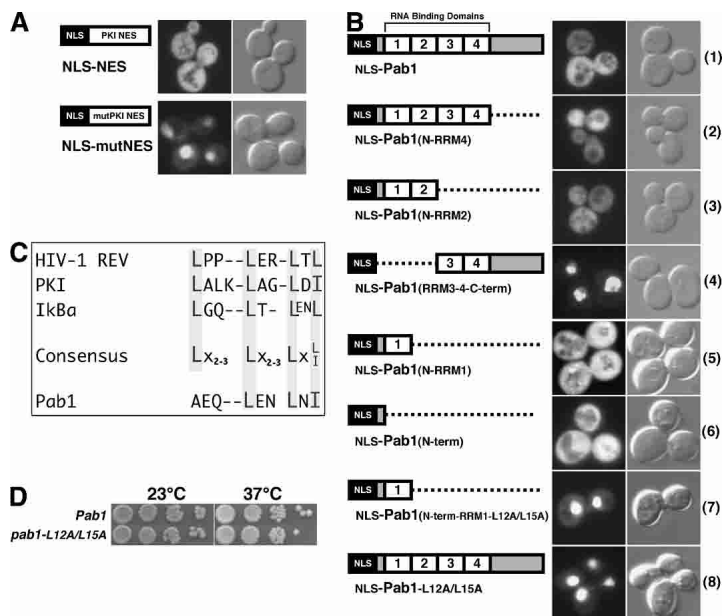 A
NLS PKI NES
NLS-NES
NLS mutPKI NES
NLS-mutNES
B
RNA Binding Domains
NLS 1 2 3 4
NLS-Pab1
(1)
NLS 1 2 3 4
NLS-Pab1(N-RRM4)
(2)
NLS 1 2
NLS-Pab1(N-RRM2)
(3)
NLS 3 4
NLS-Pab1(RRM3-4-C-term)
(4)
NLS 1
NLS-Pab1(N-RRM1)
(5)
NLS
NLS-Pab1(N-term)
(6)
NLS 1
NLS-Pab1(N-term-RRM1-L12A/L15A)
(7)
NLS 1 2 3 4
NLS-Pab1-L12A/L15A
(8)
C
HIV-1 REV LPP--LER-LTL
PKI LALK-LAG-LDI
IkBa LGQ--LT- LENL
Consensus Lx2-3 Lx2-3 Lx L I
Pab1 AEQ--LEN LNI
D
23°C 37°C
Pab1
pab1-L12A/L15A